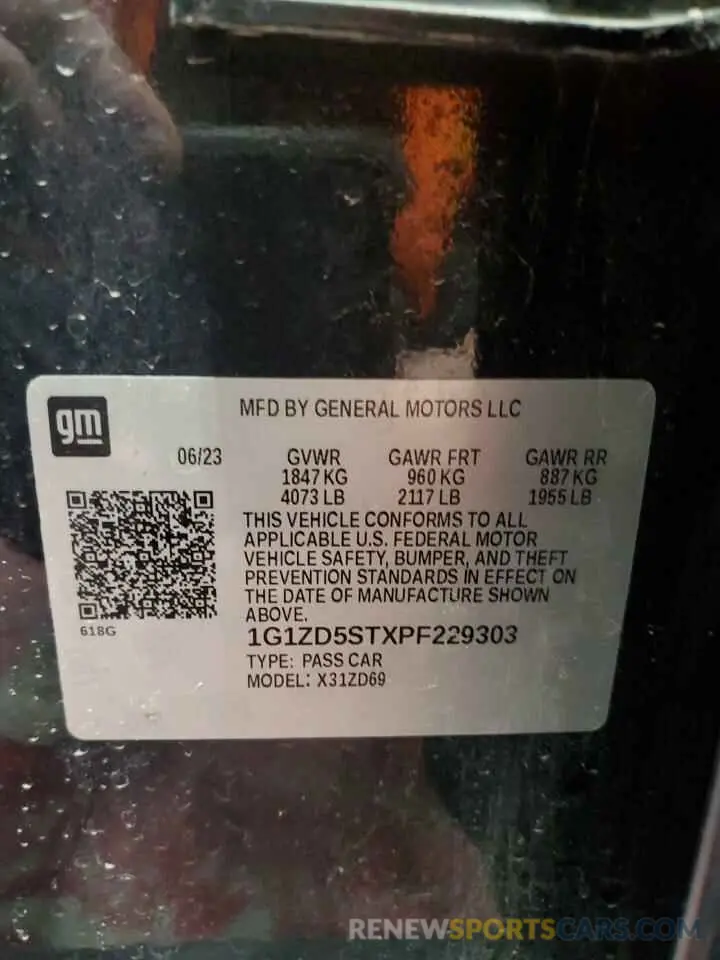 gm
MFD BY GENERAL MOTORS LLC
06/23 GVWR GAWR FRT GAWR RR
1847 KG 960 KG 887 KG
4073 LB 2117 LB 1955 LB
THIS VEHICLE CONFORMS TO ALL
APPLICABLE U.S. FEDERAL MOTOR
VEHICLE SAFETY, BUMPER, AND THEFT
PREVENTION STANDARDS IN EFFECT ON
THE DATE OF MANUFACTURE SHOWN
ABOVE.
618G
1G1ZD5STXPF229303
TYPE: PASS CAR
MODEL: X31ZD69
RENEWSPORTSCARS.COM